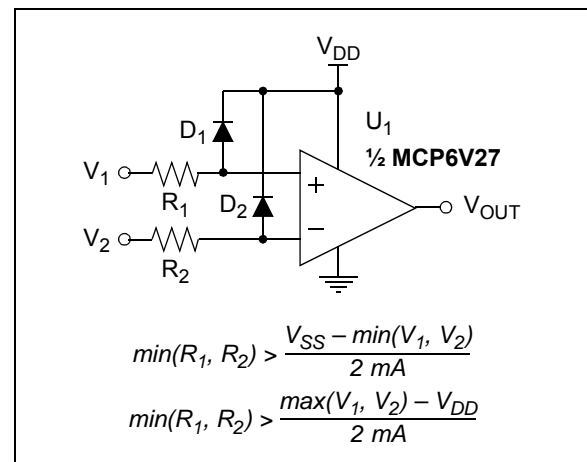 V_DD
U_1
½ MCP6V27
D_1
V_1
R_1
+
D_2
V_OUT
V_2
−
R_2
min(R_1, R_2) > (V_SS – min(V_1, V_2)) / 2 mA
min(R_1, R_2) > (max(V_1, V_2) – V_DD) / 2 mA